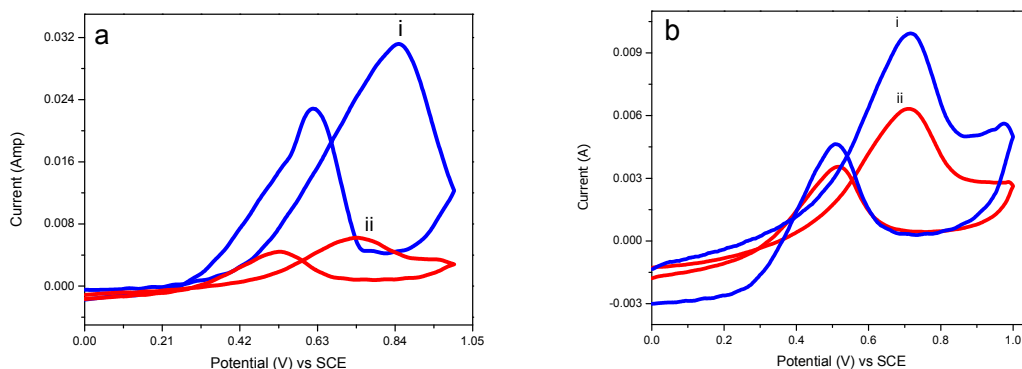 a
i
ii
0.032
0.024
0.016
0.008
0.000
Current (Amp)
0.00 0.21 0.42 0.63 0.84 1.05
Potential (V) vs SCE
b
i
ii
0.009
0.006
0.003
0.000
-0.003
Current (A)
0.0 0.2 0.4 0.6 0.8 1.0
Potential (V) vs SCE